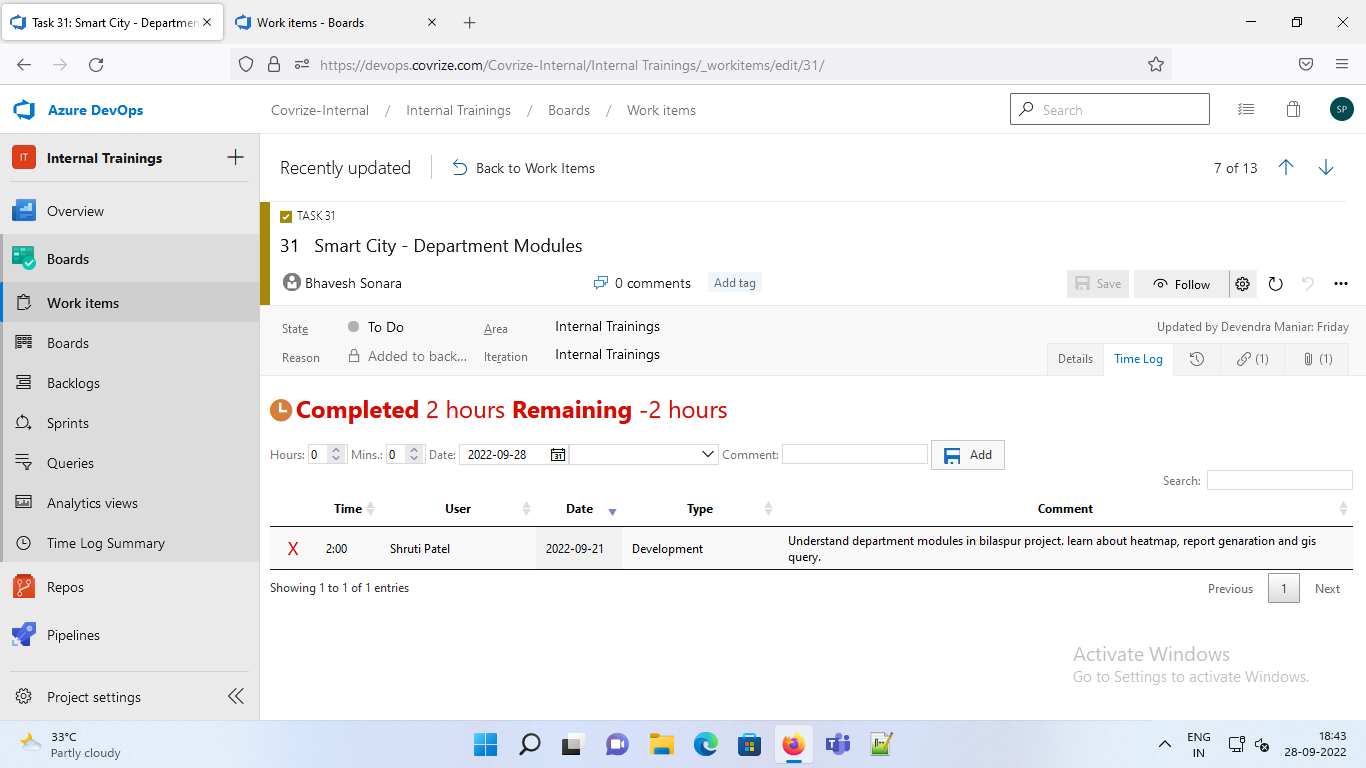 Task 31: Smart City - Departmen
Work items - Boards
https://devops.covrize.com/Covrize-Internal/Internal Trainings/_workitems/edit/31/
Azure DevOps
Covrize-Internal / Internal Trainings / Boards / Work items
Search
SP
IT Internal Trainings
Overview
Boards
Work items
Boards
Backlogs
Sprints
Queries
Analytics views
Time Log Summary
Repos
Pipelines
Project settings
Recently updated
Back to Work Items
7 of 13
TASK 31
31 Smart City - Department Modules
Bhavesh Sonara
0 comments
Add tag
Save
Follow
State To Do Area Internal Trainings
Updated by Devendra Maniar: Friday
Reason Added to back... Iteration Internal Trainings
Details Time Log (1) (1)
Completed 2 hours Remaining -2 hours
Hours: 0 Mins.: 0 Date: 2022-09-28 31 Comment: Add
Search:
Time User Date Type Comment
X 2:00 Shruti Patel 2022-09-21 Development Understand department modules in bilaspur project. learn about heatmap, report genaration and gis
query.
Showing 1 to 1 of 1 entries
Previous 1 Next
Activate Windows
Go to Settings to activate Windows.
33°C
Partly cloudy
ENG
IN
18:43
28-09-2022